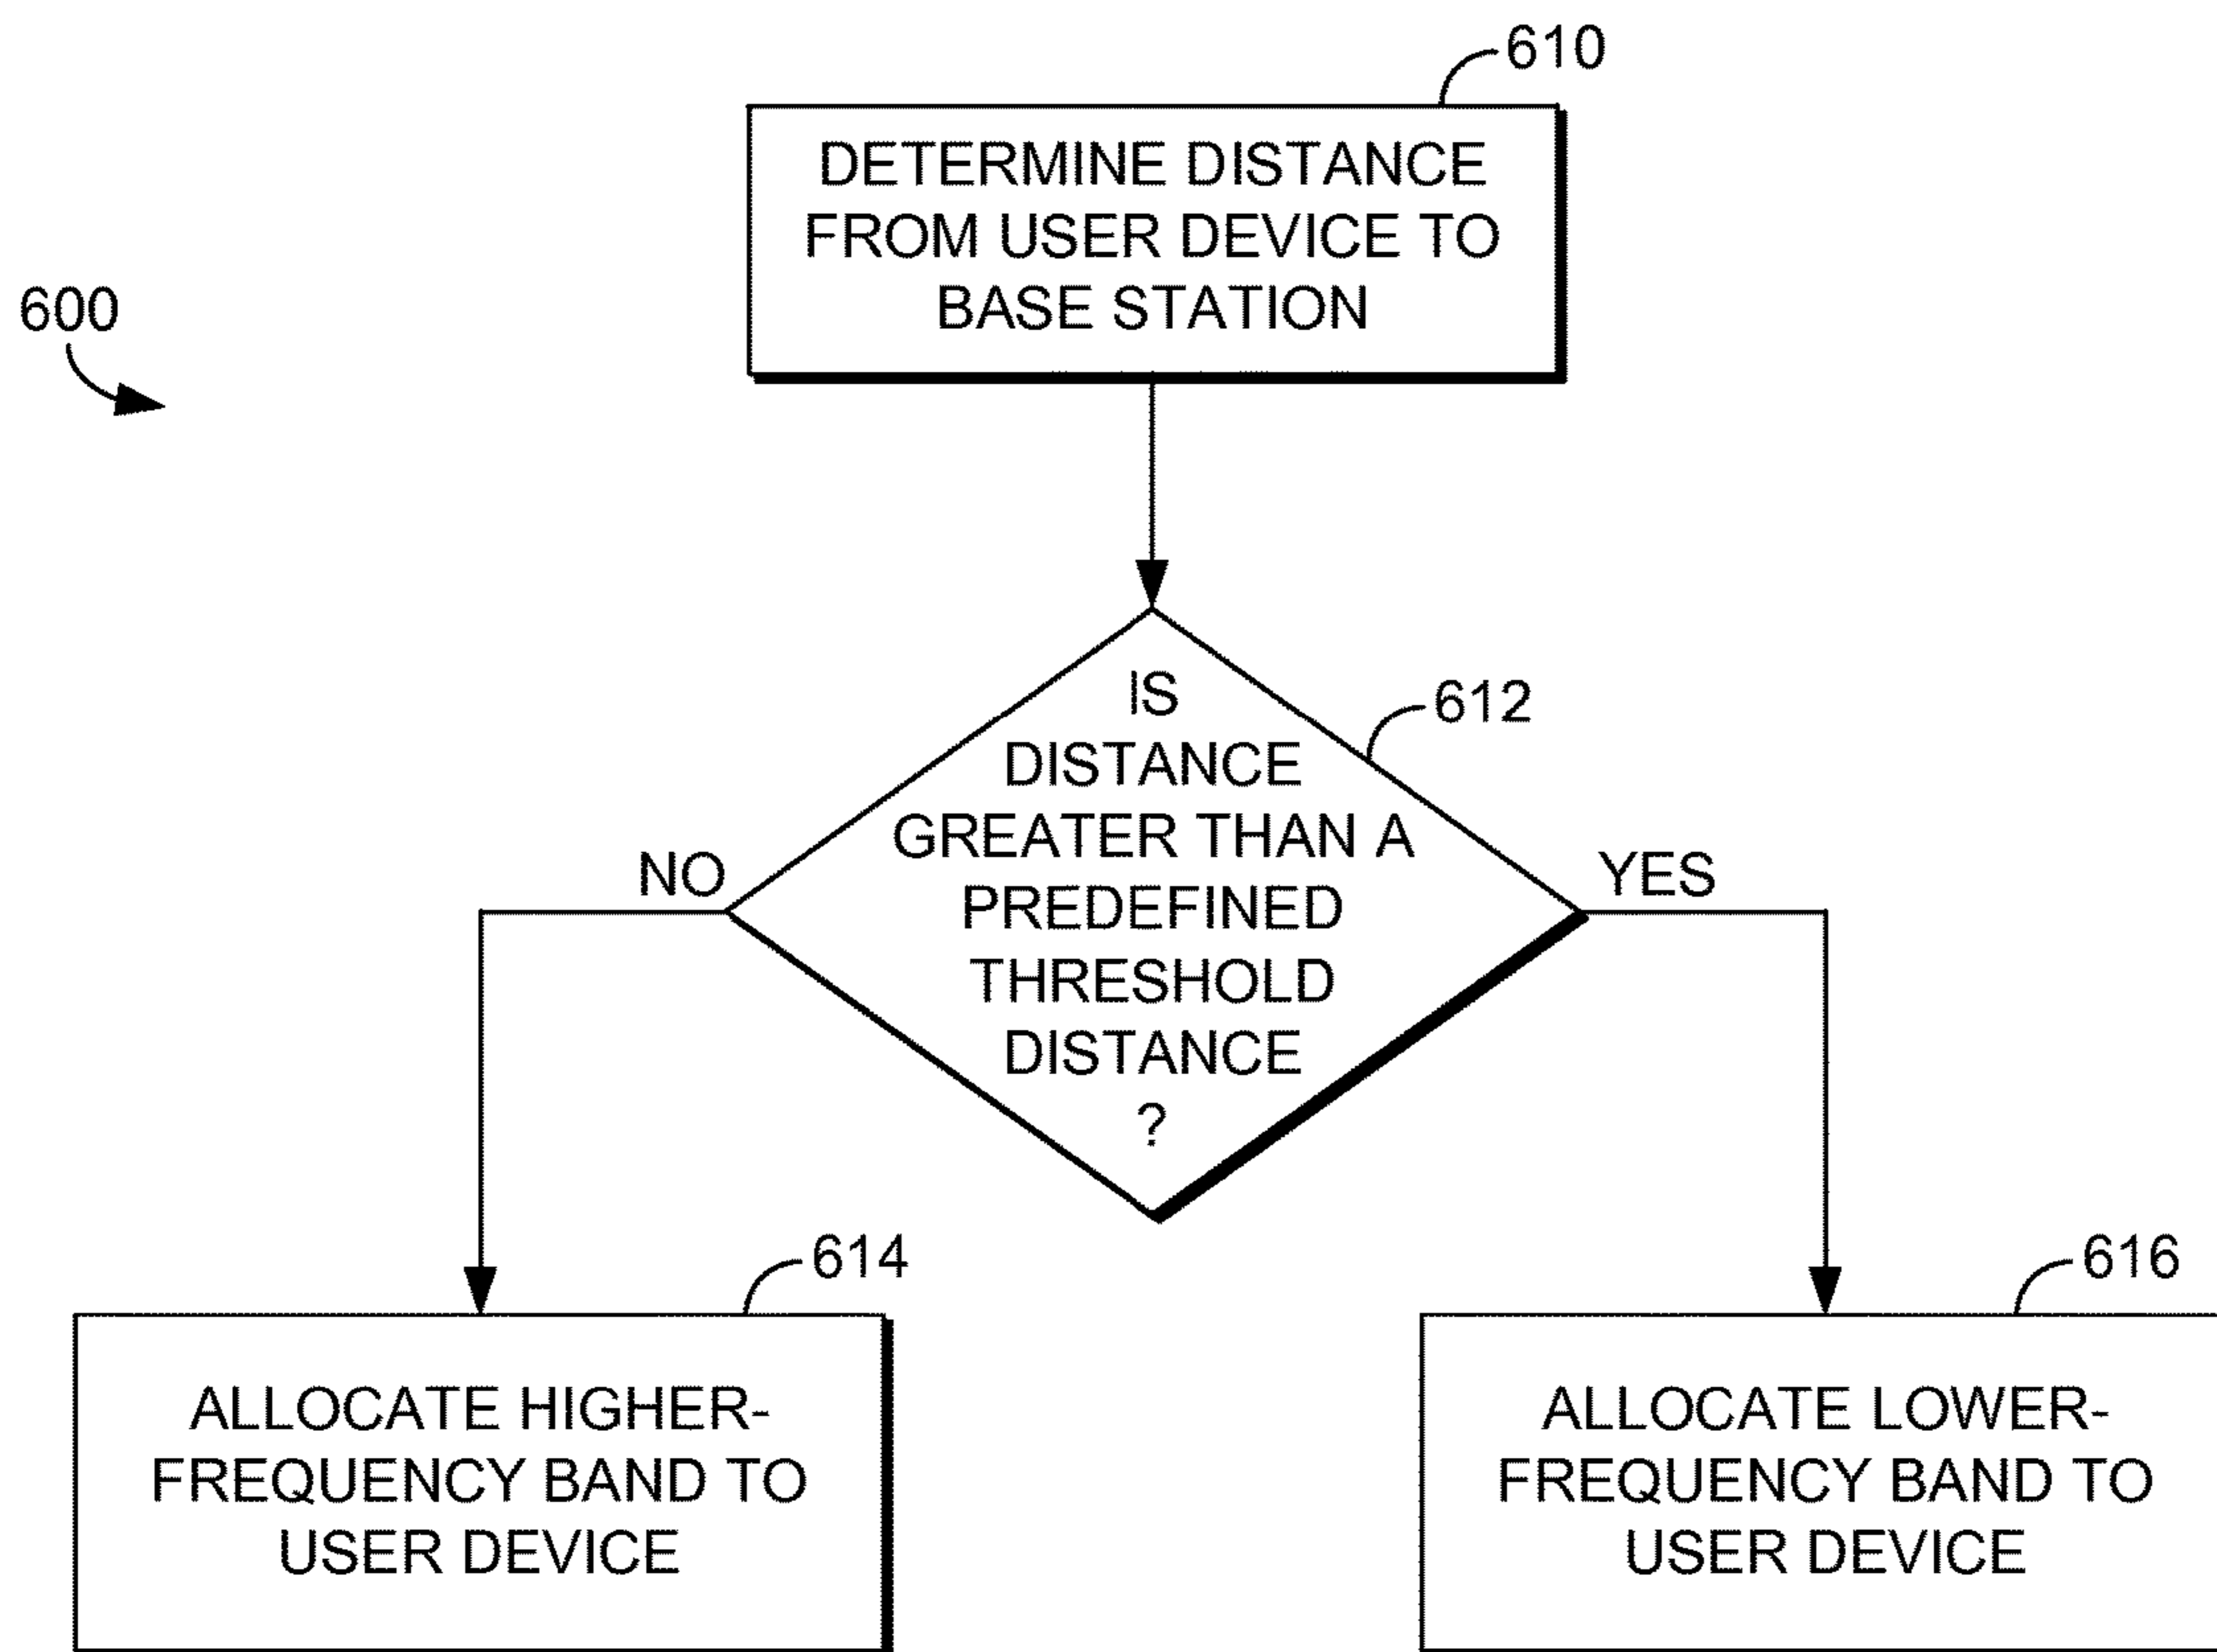 610
DETERMINE DISTANCE
FROM USER DEVICE TO
BASE STATION
600
IS
DISTANCE
GREATER THAN A
PREDEFINED
THRESHOLD
DISTANCE
?
612
NO
YES
614
ALLOCATE HIGHER-
FREQUENCY BAND TO
USER DEVICE
616
ALLOCATE LOWER-
FREQUENCY BAND TO
USER DEVICE